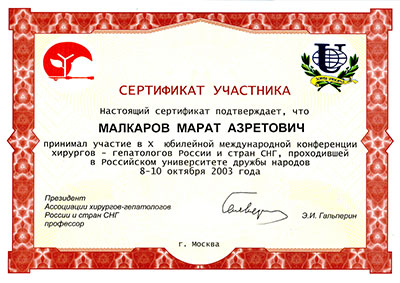 СЕРТИФИКАТ УЧАСТНИКА
Настоящий сертификат подтверждает, что
МАЛКАРОВ МАРАТ АЗРЕТОВИЧ
принимал участие в X юбилейной международной конференции
хирургов - гепатологов России и стран СНГ, проходившей
в Российском университете дружбы народов
8-10 октября 2003 года
Президент
Ассоциации хирургов-гепатологов
России и стран СНГ
профессор
Э.И. Гальперин
г. Москва